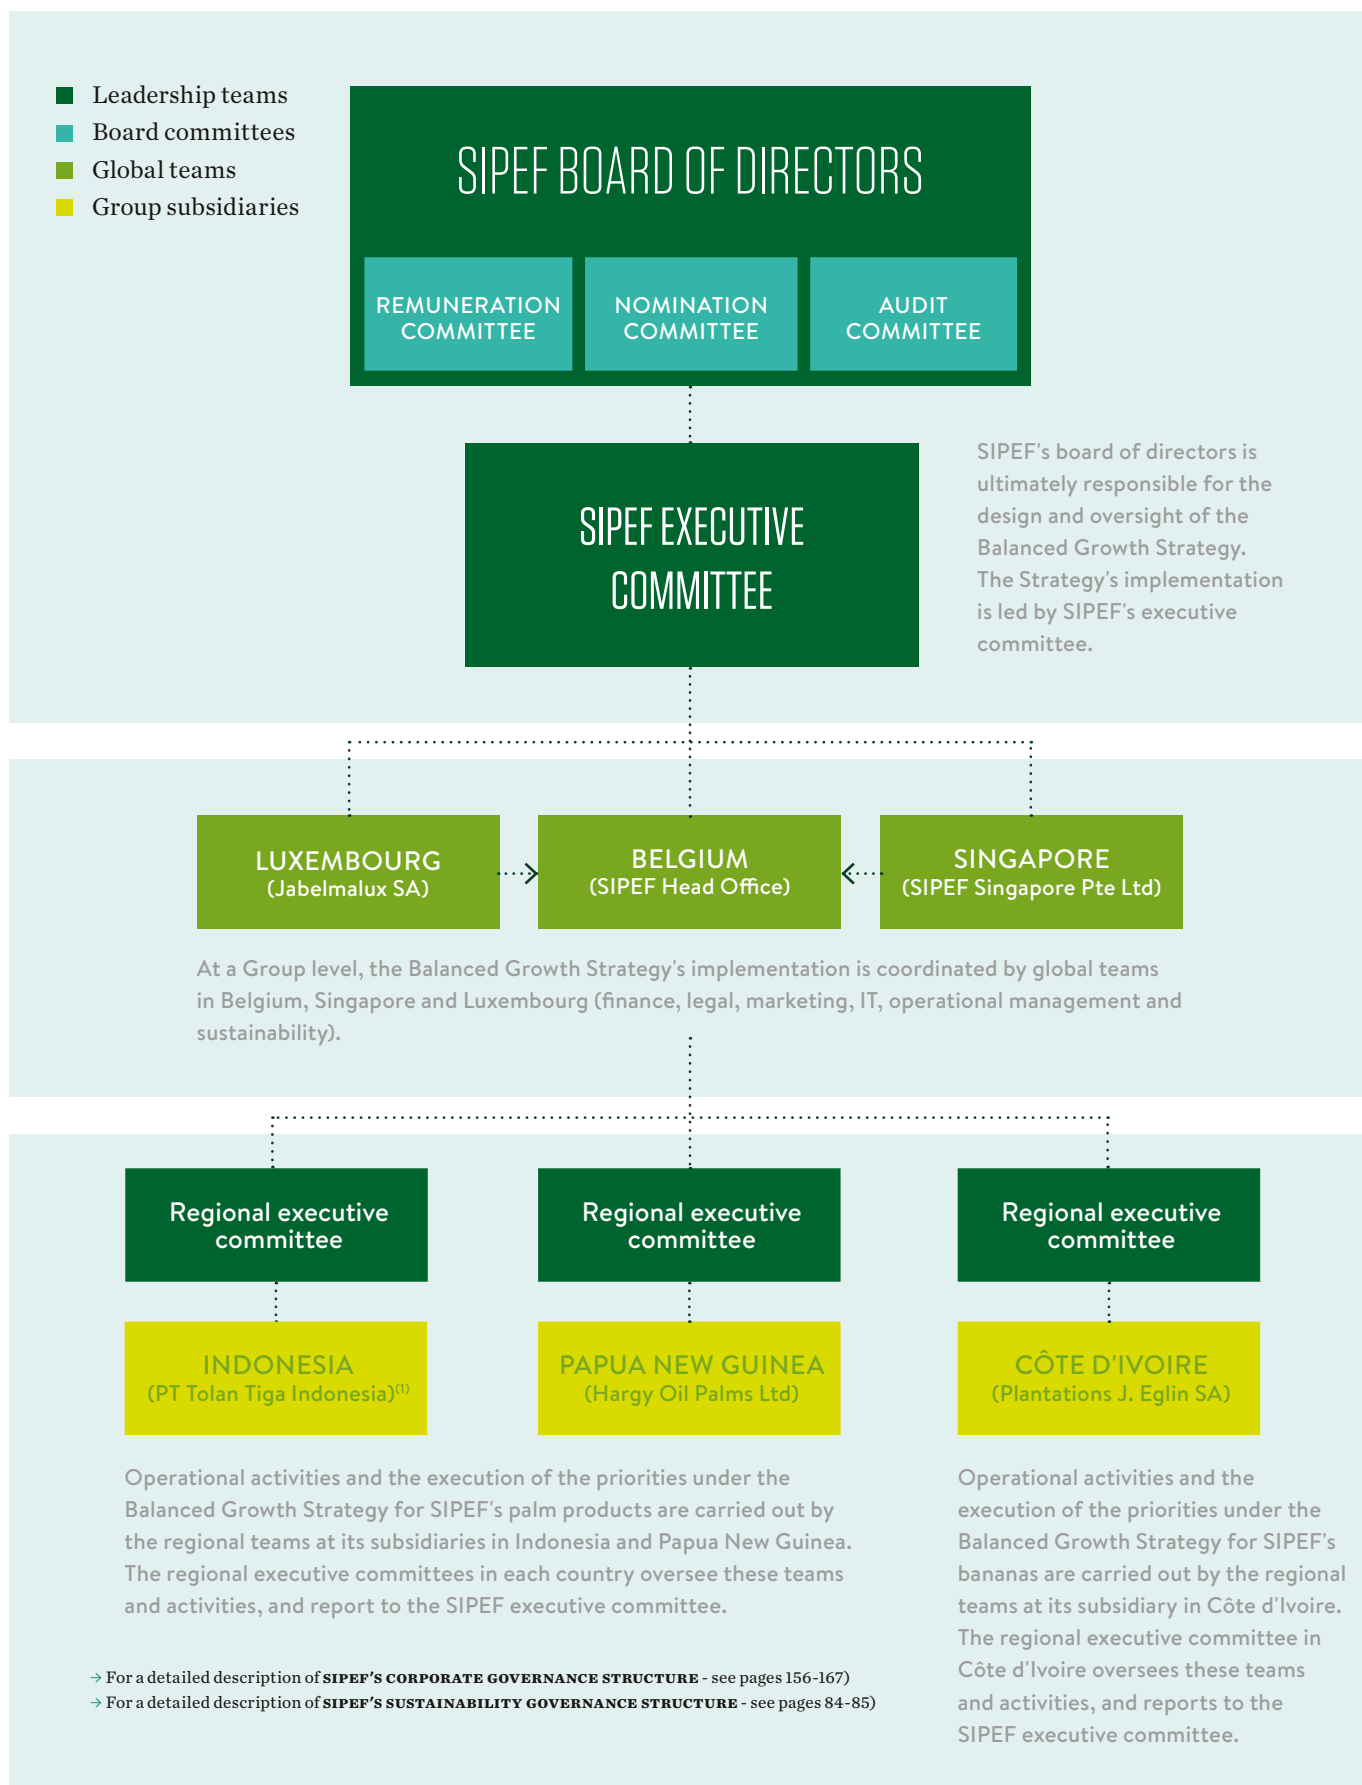 Leadership teams
Board committees
Global teams
Group subsidiaries
SIPEF BOARD OF DIRECTORS
REMUNERATION
COMMITTEE
NOMINATION
COMMITTEE
AUDIT
COMMITTEE
SIPEF EXECUTIVE
COMMITTEE
SIPEF's board of directors is
ultimately responsible for the
design and oversight of the
Balanced Growth Strategy.
The Strategy's implementation
is led by SIPEF's executive
committee.
LUXEMBOURG
(Jabelmalux SA)
BELGIUM
(SIPEF Head Office)
SINGAPORE
(SIPEF Singapore Pte Ltd)
At a Group level, the Balanced Growth Strategy's implementation is coordinated by global teams
in Belgium, Singapore and Luxembourg (finance, legal, marketing, IT, operational management and
sustainability).
Regional executive
committee
Regional executive
committee
Regional executive
committee
INDONESIA
(PT Tolan Tiga Indonesia)(1)
PAPUA NEW GUINEA
(Hargy Oil Palms Ltd)
CÔTE D'IVOIRE
(Plantations J. Eglin SA)
Operational activities and the execution of the priorities under the
Balanced Growth Strategy for SIPEF's palm products are carried out by
the regional teams at its subsidiaries in Indonesia and Papua New Guinea.
The regional executive committees in each country oversee these teams
and activities, and report to the SIPEF executive committee.
Operational activities and the
execution of the priorities under the
Balanced Growth Strategy for SIPEF's
bananas are carried out by the regional
teams at its subsidiary in Côte d'Ivoire.
The regional executive committee in
Côte d'Ivoire oversees these teams
and activities, and reports to the
SIPEF executive committee.
→ For a detailed description of SIPEF'S CORPORATE GOVERNANCE STRUCTURE - see pages 156-167)
→ For a detailed description of SIPEF'S SUSTAINABILITY GOVERNANCE STRUCTURE - see pages 84-85)